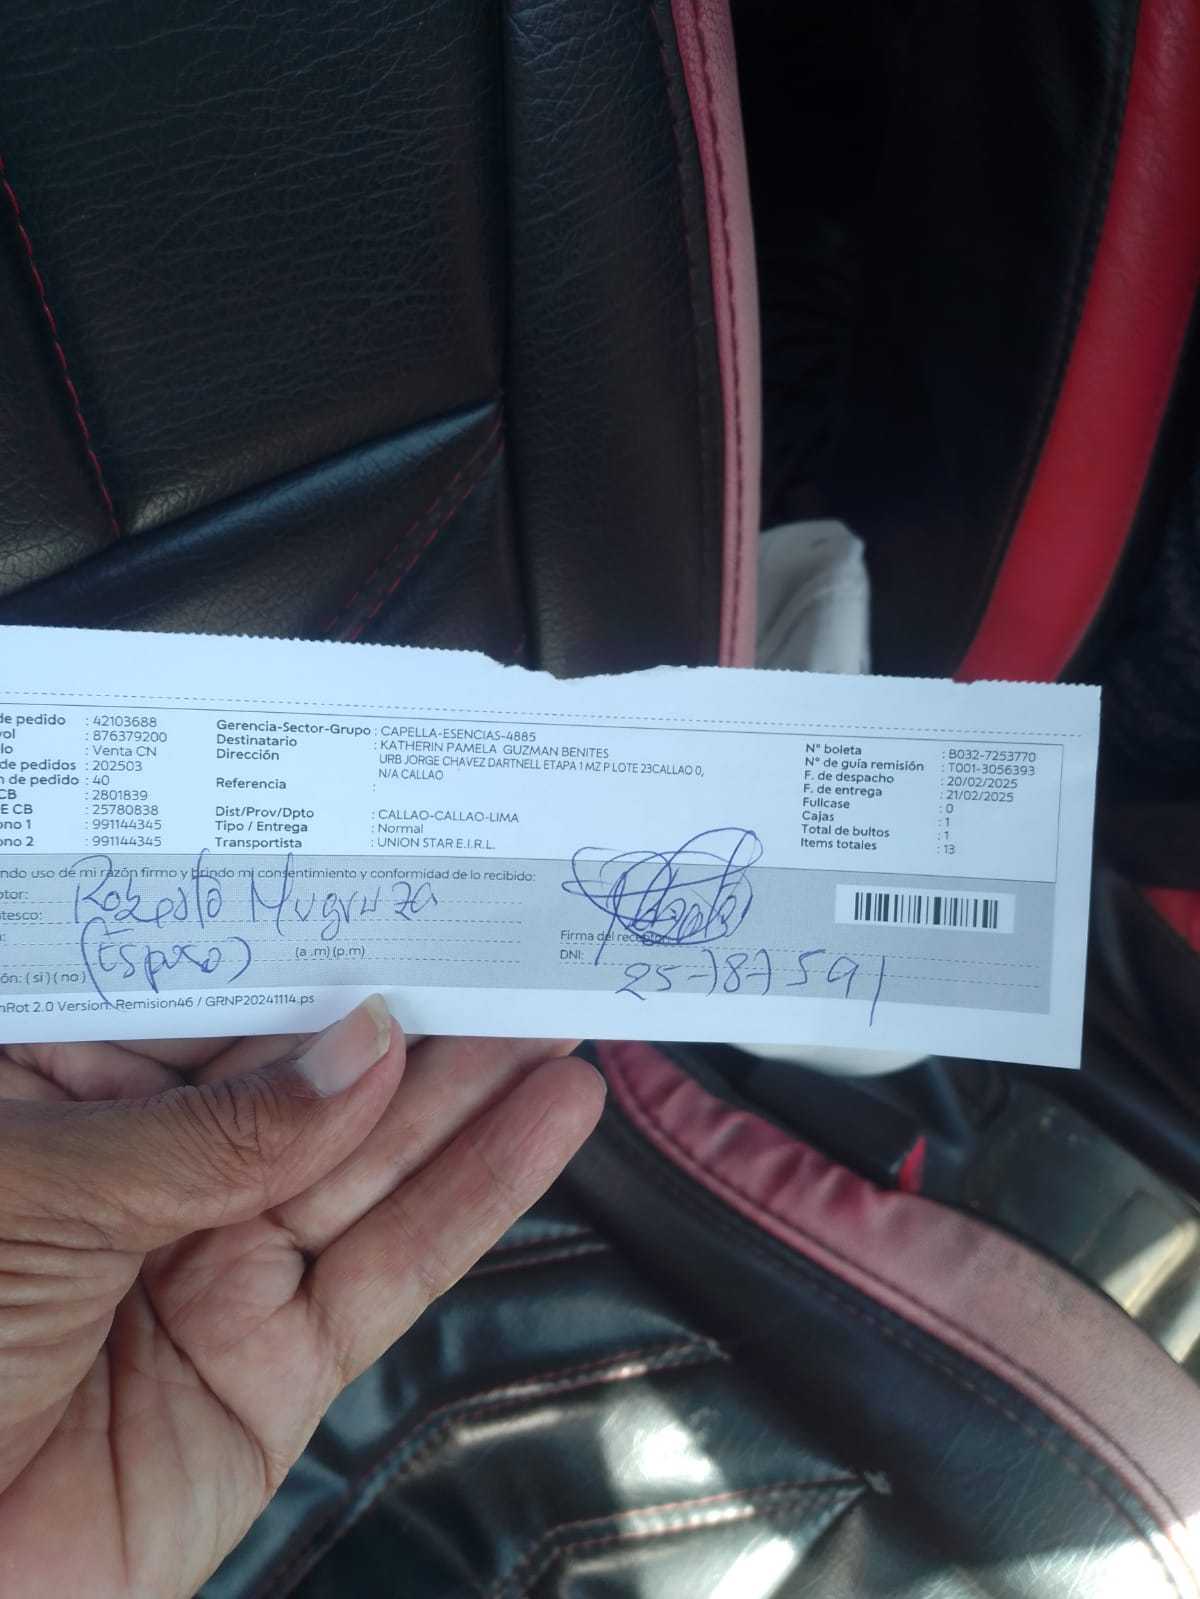 de pedido : 42103688
vol : 876379200
lo : Venta CN
de pedidos : 202503
n de pedido : 40
CB : 2801839
E CB : 25780838
ono 1 : 991144345
ono 2 : 991144345
Gerencia-Sector-Grupo : CAPELLA-ESENCIAS-4885
Destinatario : KATHERIN PAMELA GUZMAN BENITES
Dirección : URB JORGE CHAVEZ DARTNELL ETAPA 1 MZ P LOTE 23CALLAO 0,
N/A CALLAO
Referencia :
Dist/Prov/Dpto : CALLAO-CALLAO-LIMA
Tipo / Entrega : Normal
Transportista : UNION STAR E.I.R.L.
N° boleta : B032-7253770
N° de guía remisión : T001-3056393
F. de despacho : 20/02/2025
F. de entrega : 21/02/2025
Fullcase : 0
Cajas : 1
Total de bultos : 1
Items totales : 13
ndo uso de mi razón firmo y brindo mi consentimiento y conformidad de lo recibido:
ptor: Roberto Mugruza
tesco: (Esposo)
(a .m) (p.m)
ón: ( si ) ( no )
Firma del receptor:
DNI: 25787591
nRot 2.0 Version: Remision46 / GRNP20241114.ps